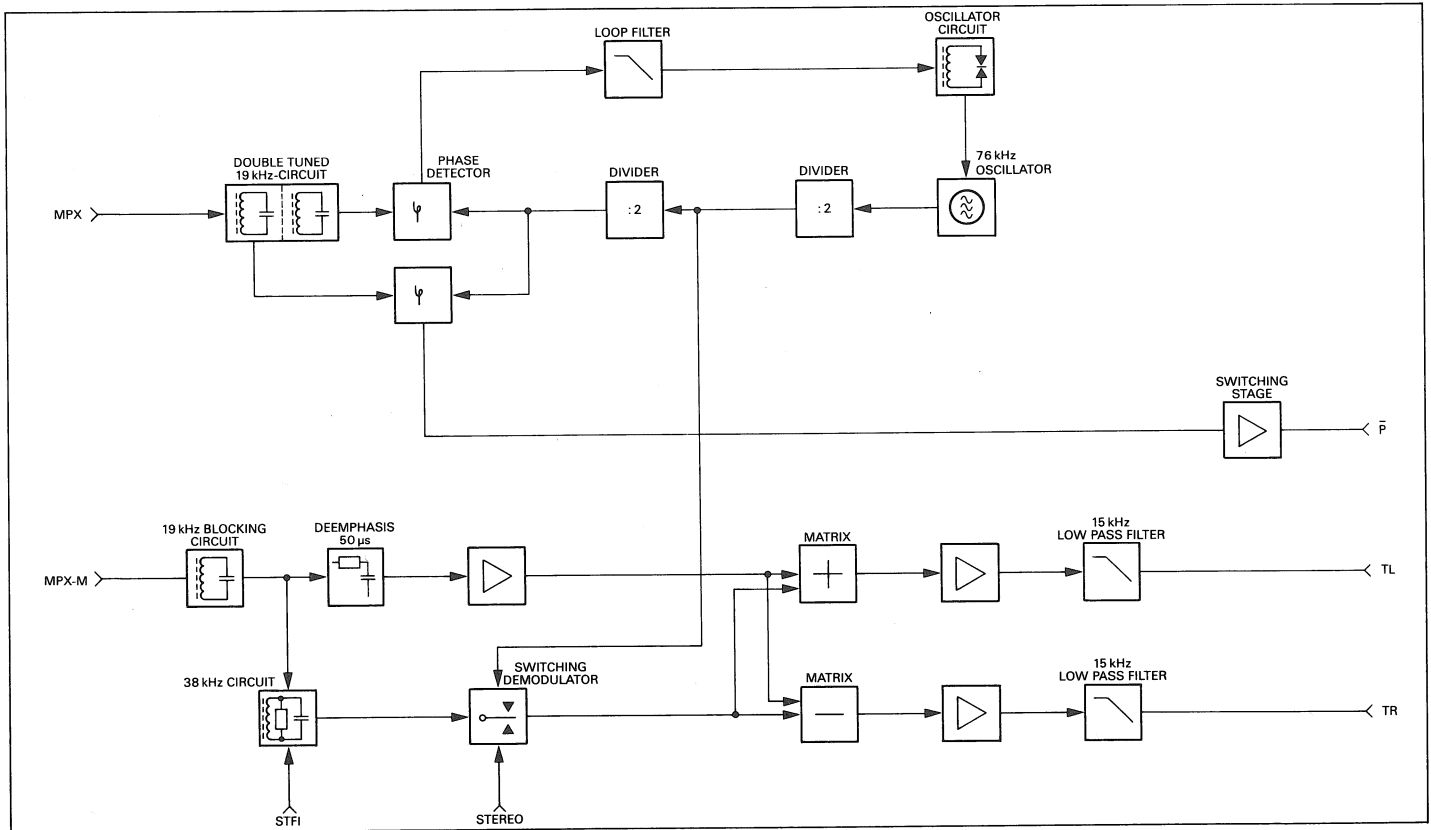 OSCILLATOR
CIRCUIT
LOOP FILTER
DOUBLE TUNED
19 kHz-CIRCUIT
PHASE
DETECTOR
DIVIDER
DIVIDER
76 kHz
OSCILLATOR
MPX
φ
: 2
: 2
φ
SWITCHING
STAGE
P̅
19 kHz BLOCKING
CIRCUIT
DEEMPHASIS
50 µs
MATRIX
15 kHz
LOW PASS FILTER
MPX-M
+
TL
38 kHz CIRCUIT
SWITCHING
DEMODULATOR
MATRIX
15 kHz
LOW PASS FILTER
—
TR
STFI
STEREO